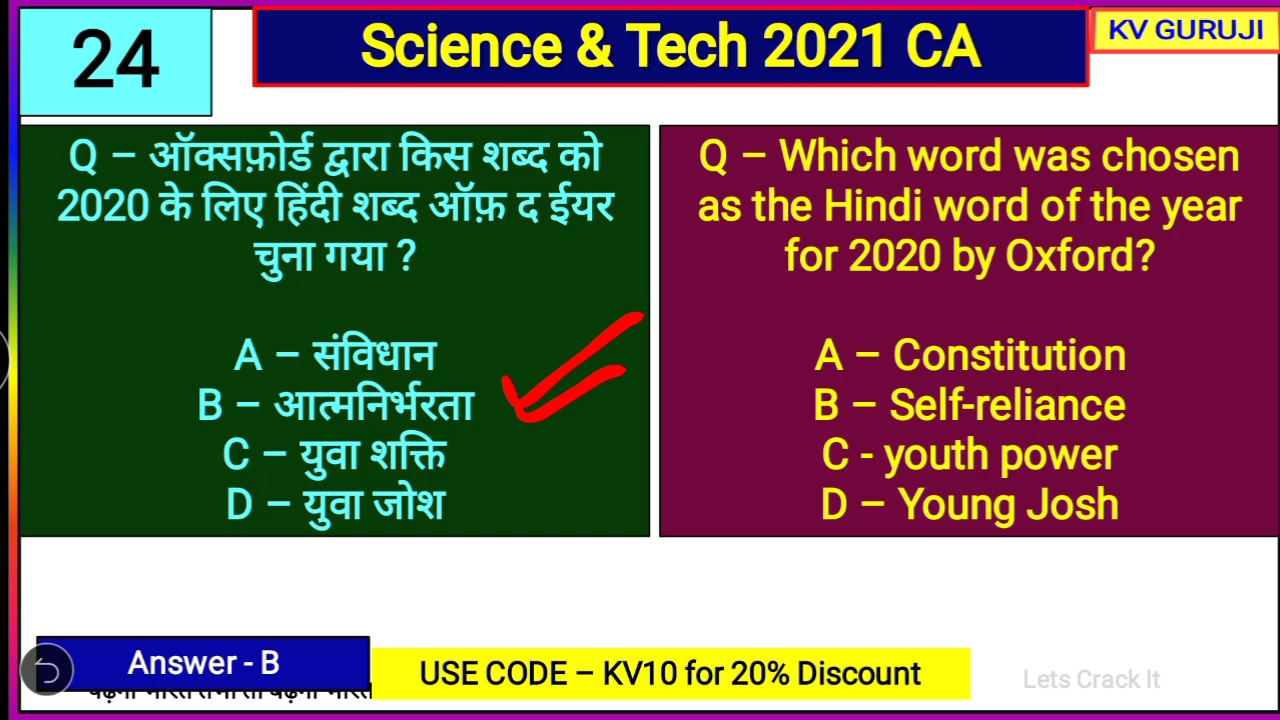 24
Science & Tech 2021 CA
KV GURUJI
Q – ऑक्सफ़ोर्ड द्वारा किस शब्द को
2020 के लिए हिंदी शब्द ऑफ़ द ईयर
चुना गया ?
A – संविधान
B – आत्मनिर्भरता
C – युवा शक्ति
D – युवा जोश
Q – Which word was chosen
as the Hindi word of the year
for 2020 by Oxford?
A – Constitution
B – Self-reliance
C - youth power
D – Young Josh
Answer - B
USE CODE – KV10 for 20% Discount
Lets Crack It